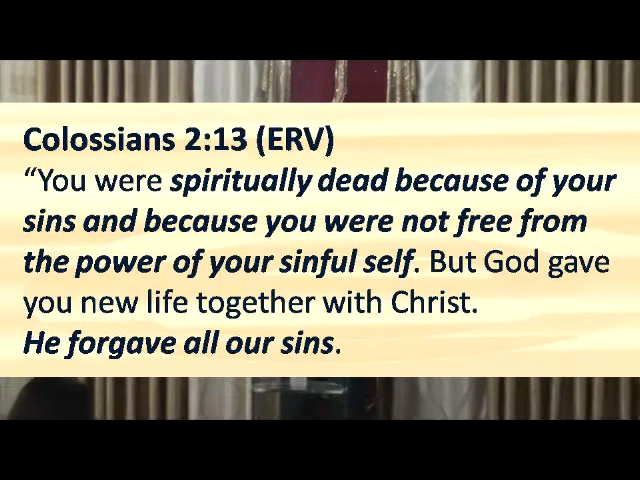 Colossians 2:13 (ERV)
“You were spiritually dead because of your
sins and because you were not free from
the power of your sinful self. But God gave
you new life together with Christ.
He forgave all our sins.